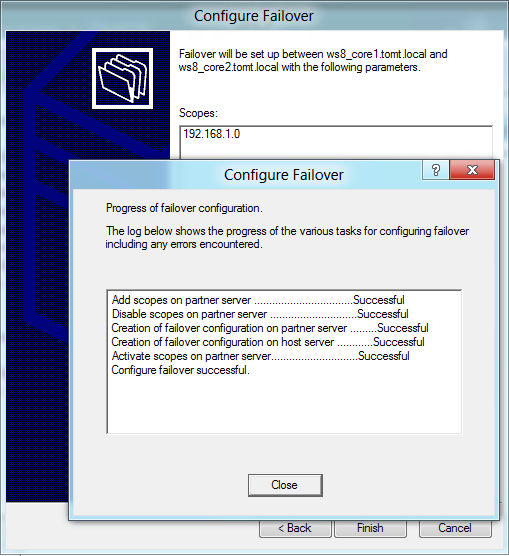 Configure Failover
Failover will be set up between ws8_core1.tomt.local and
ws8_core2.tomt.local with the following parameters.
Scopes:
192.168.1.0
Configure Failover
?
x
Progress of failover configuration.
The log below shows the progress of the various tasks for configuring failover
including any errors encountered.
Add scopes on partner server .................................Successful
Disable scopes on partner server .............................Successful
Creation of failover configuration on partner server .........Successful
Creation of failover configuration on host server ............Successful
Activate scopes on partner server.............................Successful
Configure failover successful.
Close
< Back
Finish
Cancel